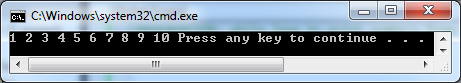 C:\Windows\system32\cmd.exe
1 2 3 4 5 6 7 8 9 10 Press any key to continue . . .